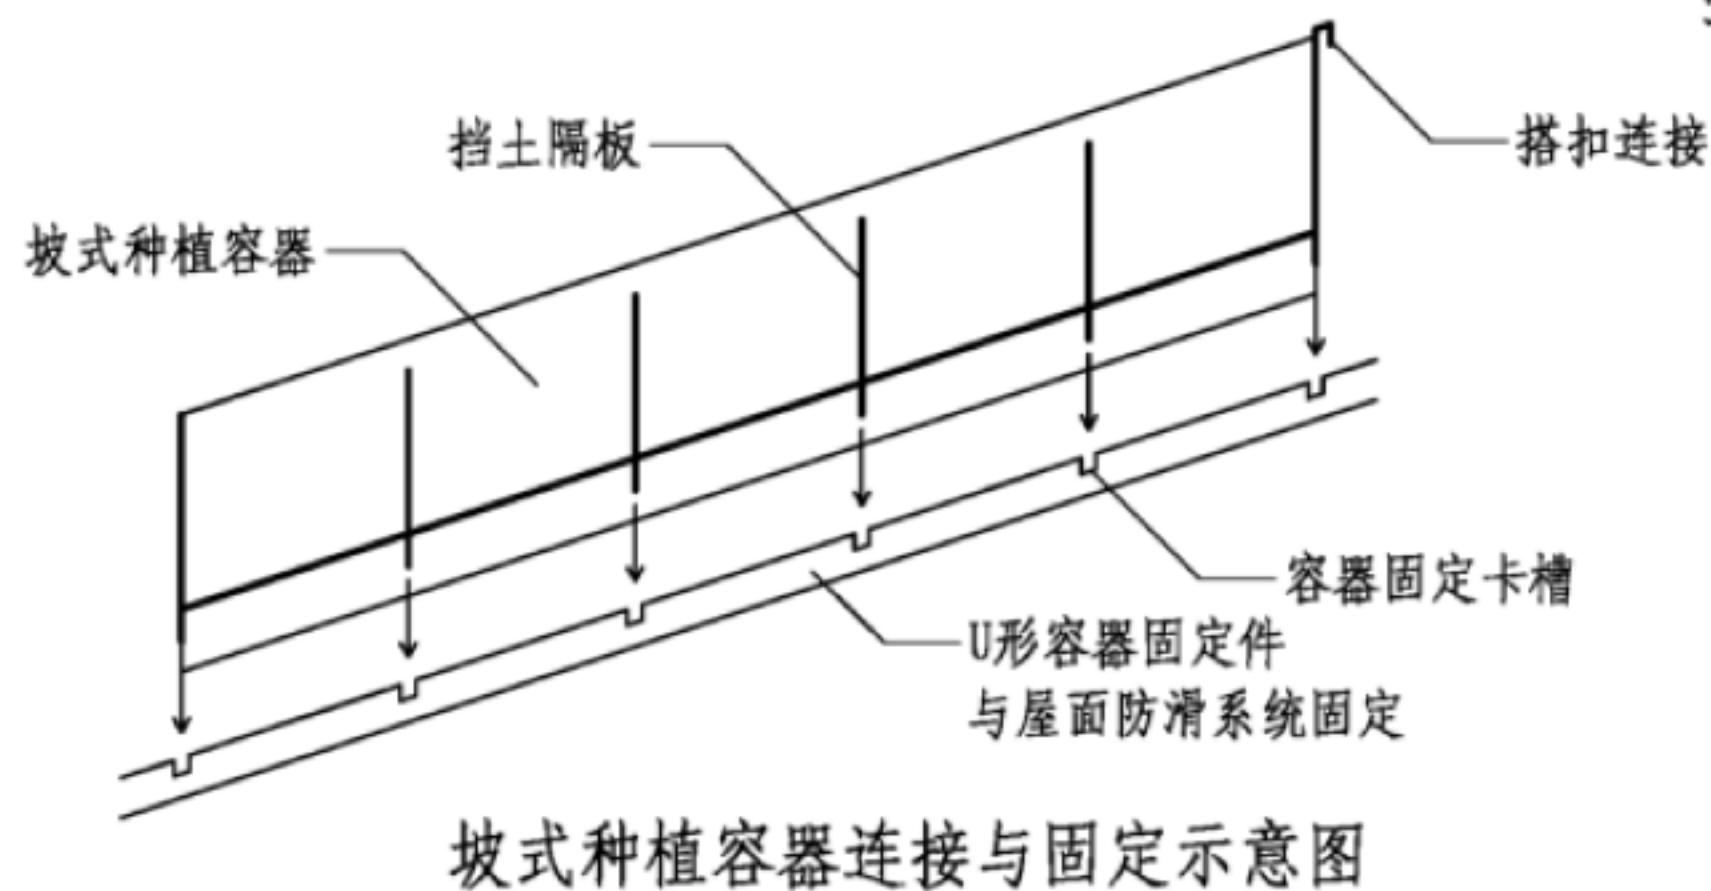 挡土隔板
搭扣连接
坡式种植容器
容器固定卡槽
U形容器固定件
与屋面防滑系统固定
坡式种植容器连接与固定示意图